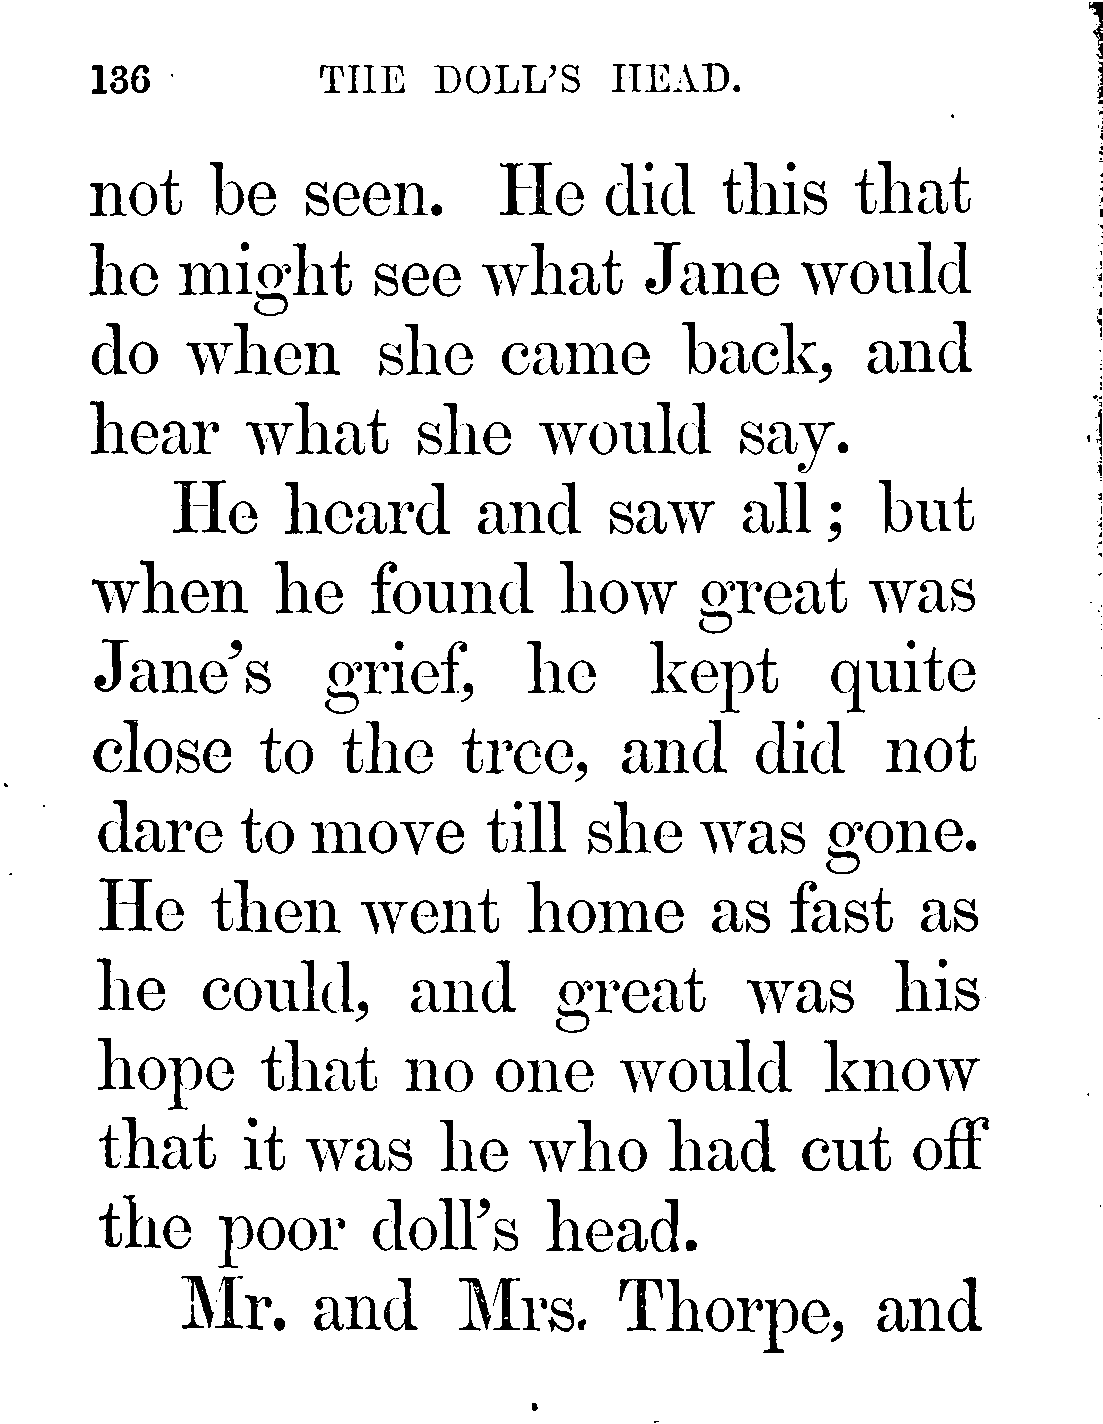 136 THE DOLL'S HEAD.
not be seen. He did this that
he might see what Jane would
do when she came back, and
hear what she would say.
He heard and saw all; but
when he found how great was
Jane's grief, he kept quite
close to the tree, and did not
dare to move till she was gone.
He then went home as fast as
he could, and great was his
hope that no one would know
that it was he who had cut off
the poor doll's head.
Mr. and Mrs. Thorpe, and